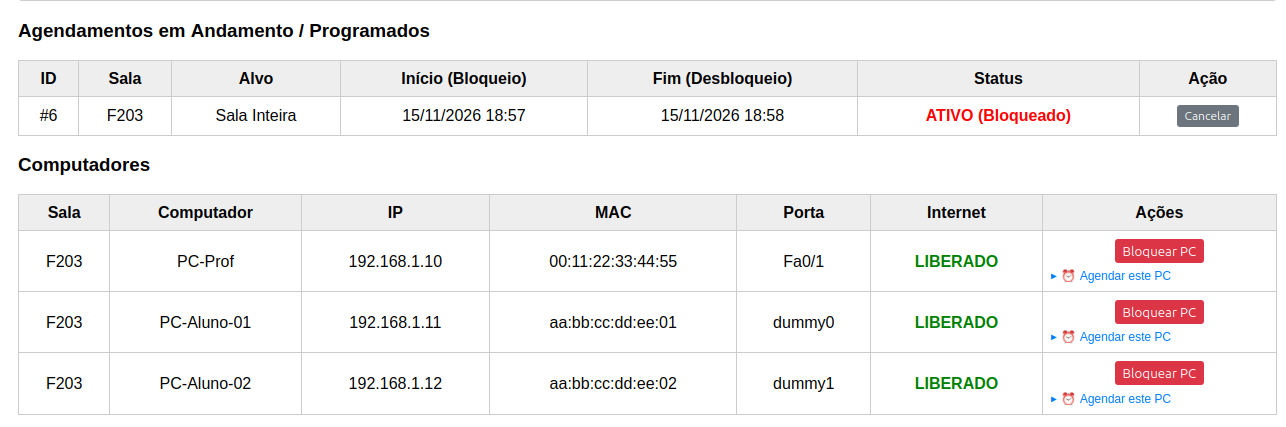 Agendamentos em Andamento / Programados
ID Sala Alvo Início (Bloqueio) Fim (Desbloqueio) Status Ação
#6 F203 Sala Inteira 15/11/2026 18:57 15/11/2026 18:58 ATIVO (Bloqueado) Cancelar
Computadores
Sala Computador IP MAC Porta Internet Ações
F203 PC-Prof 192.168.1.10 00:11:22:33:44:55 Fa0/1 LIBERADO Bloquear PC
▸ ⏰ Agendar este PC
F203 PC-Aluno-01 192.168.1.11 aa:bb:cc:dd:ee:01 dummy0 LIBERADO Bloquear PC
▸ ⏰ Agendar este PC
F203 PC-Aluno-02 192.168.1.12 aa:bb:cc:dd:ee:02 dummy1 LIBERADO Bloquear PC
▸ ⏰ Agendar este PC